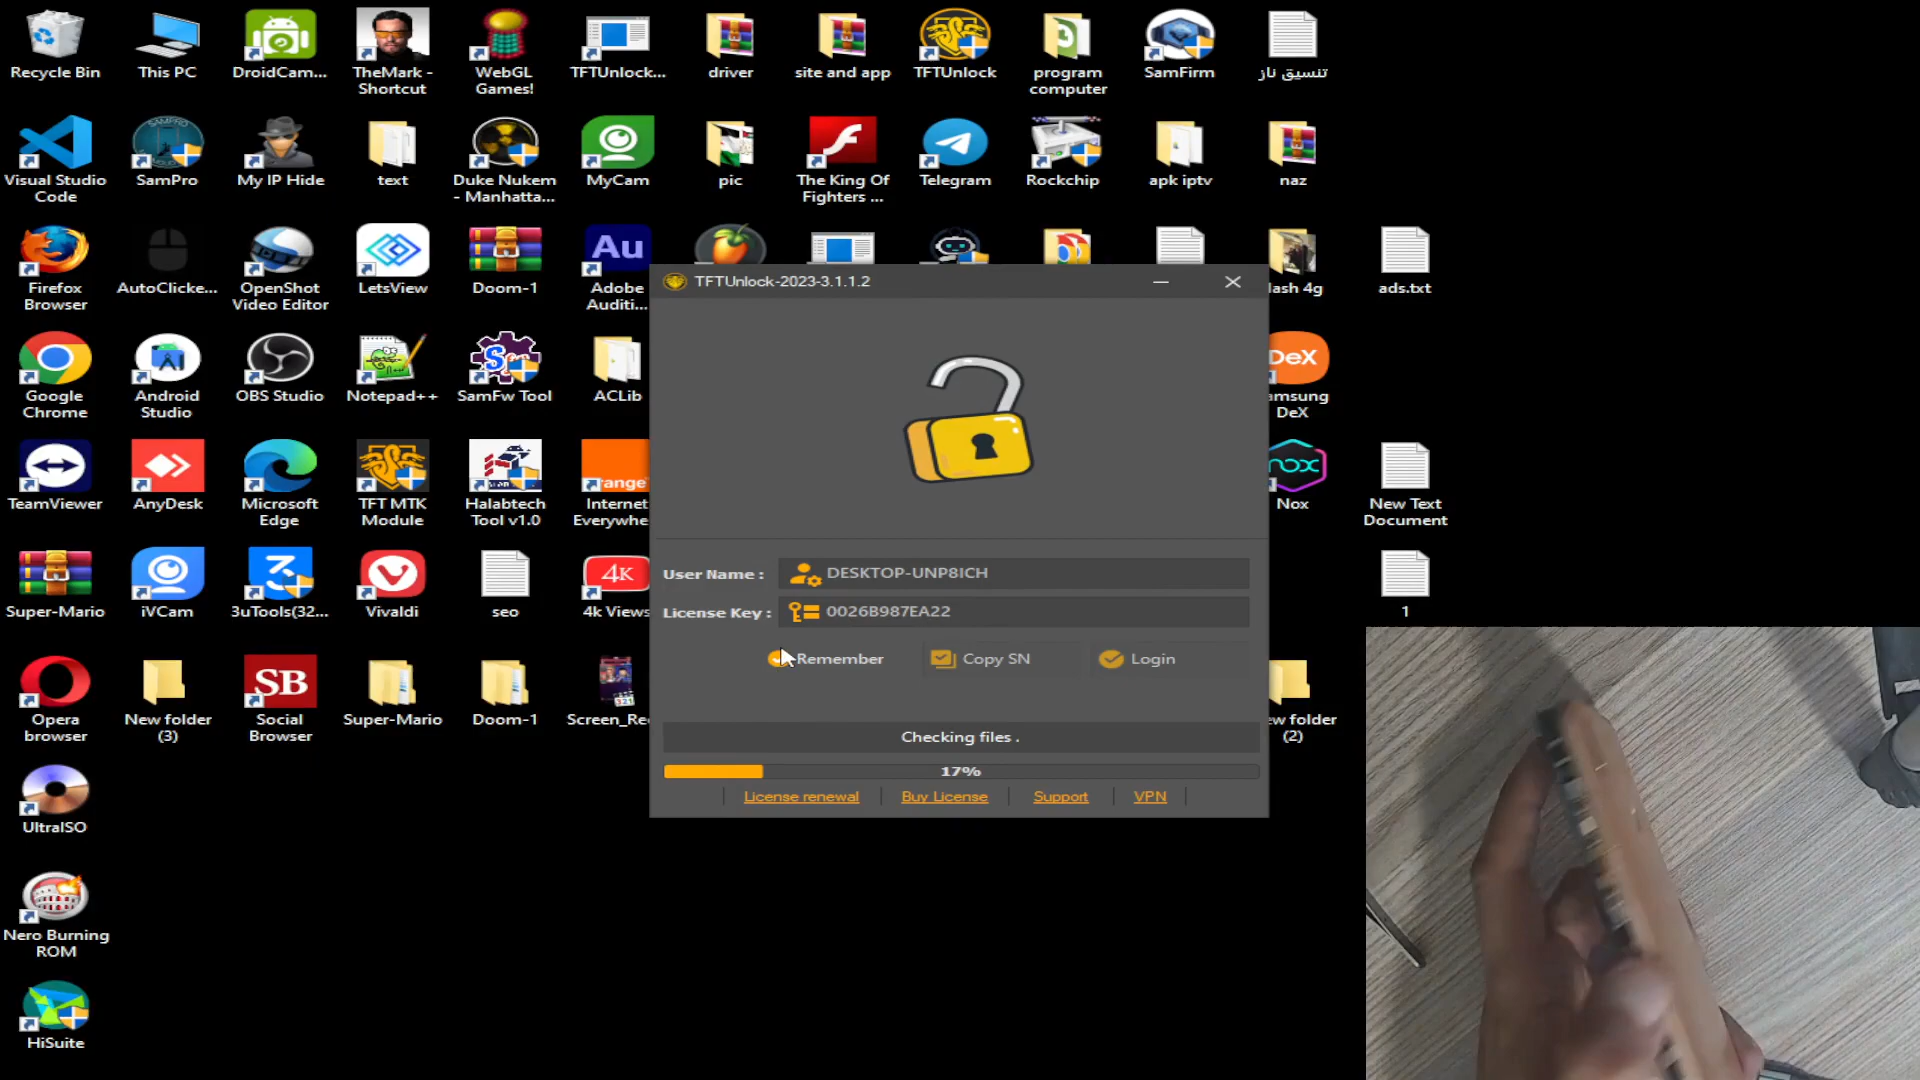 Recycle Bin
This PC
DroidCam...
TheMark -
Shortcut
WebGL
Games!
TFTUnlock...
driver
site and app
TFTUnlock
program
computer
SamFirm
تنسيق ناز
Visual Studio
Code
SAMPRO
SamPro
My IP Hide
text
Duke Nukem
- Manhatta...
MyCam
pic
The King Of
Fighters ...
Telegram
Rockchip
apk iptv
naz
Firefox
Browser
AutoClicke...
OpenShot
Video Editor
LetsView
Doom-1
Au
Adobe
Auditi...
lash 4g
ads.txt
Google
Chrome
Android
Studio
OBS Studio
Notepad++
SamFw Tool
ACLib
DeX
amsung
DeX
TeamViewer
AnyDesk
Microsoft
Edge
TFT MTK
Module
Halabtech
Tool v1.0
range
Internet
Everywhe
nox
Nox
New Text
Document
Super-Mario
iVCam
3uTools(32...
Vivaldi
seo
4K
4k Views
1
Opera
browser
New folder
(3)
SB
Social
Browser
Super-Mario
Doom-1
Screen_Re
ew folder
(2)
UltraISO
Nero Burning
ROM
HiSuite
TFTUnlock-2023-3.1.1.2
User Name :
DESKTOP-UNP8ICH
License Key :
0026B987EA22
Remember
Copy SN
Login
Checking files .
17%
License renewal
Buy License
Support
VPN